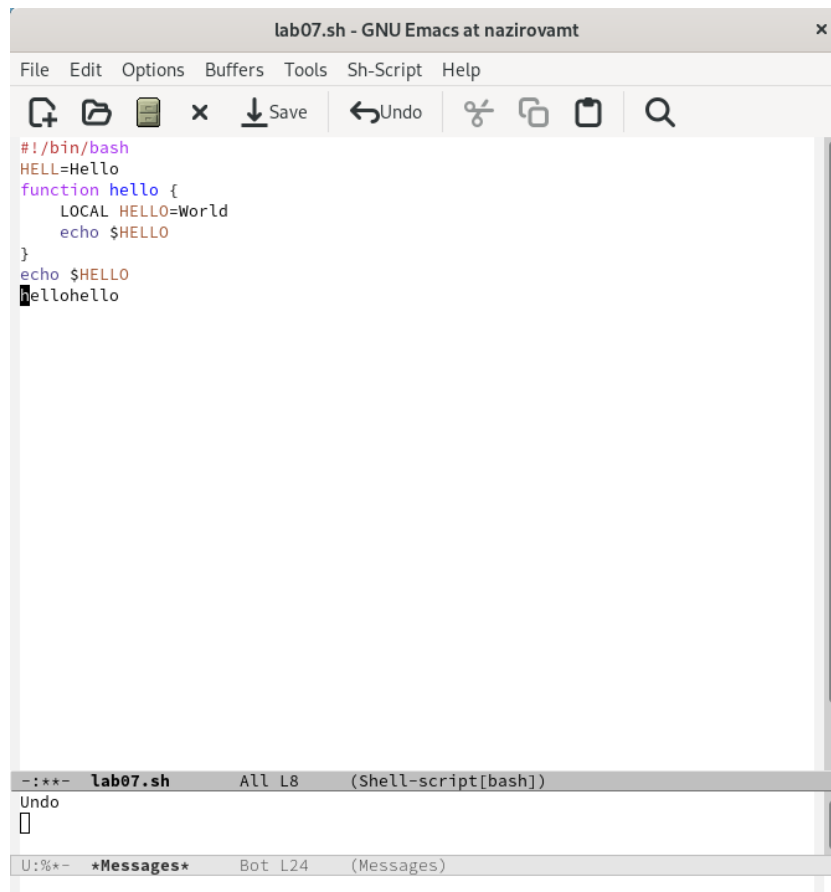 lab07.sh - GNU Emacs at nazirovamt
File Edit Options Buffers Tools Sh-Script Help
Save Undo
#!/bin/bash
HELL=Hello
function hello {
    LOCAL HELLO=World
    echo $HELLO
}
echo $HELLO
hellohello
-:**- lab07.sh All L8 (Shell-script[bash])
Undo
U:%*- *Messages* Bot L24 (Messages)